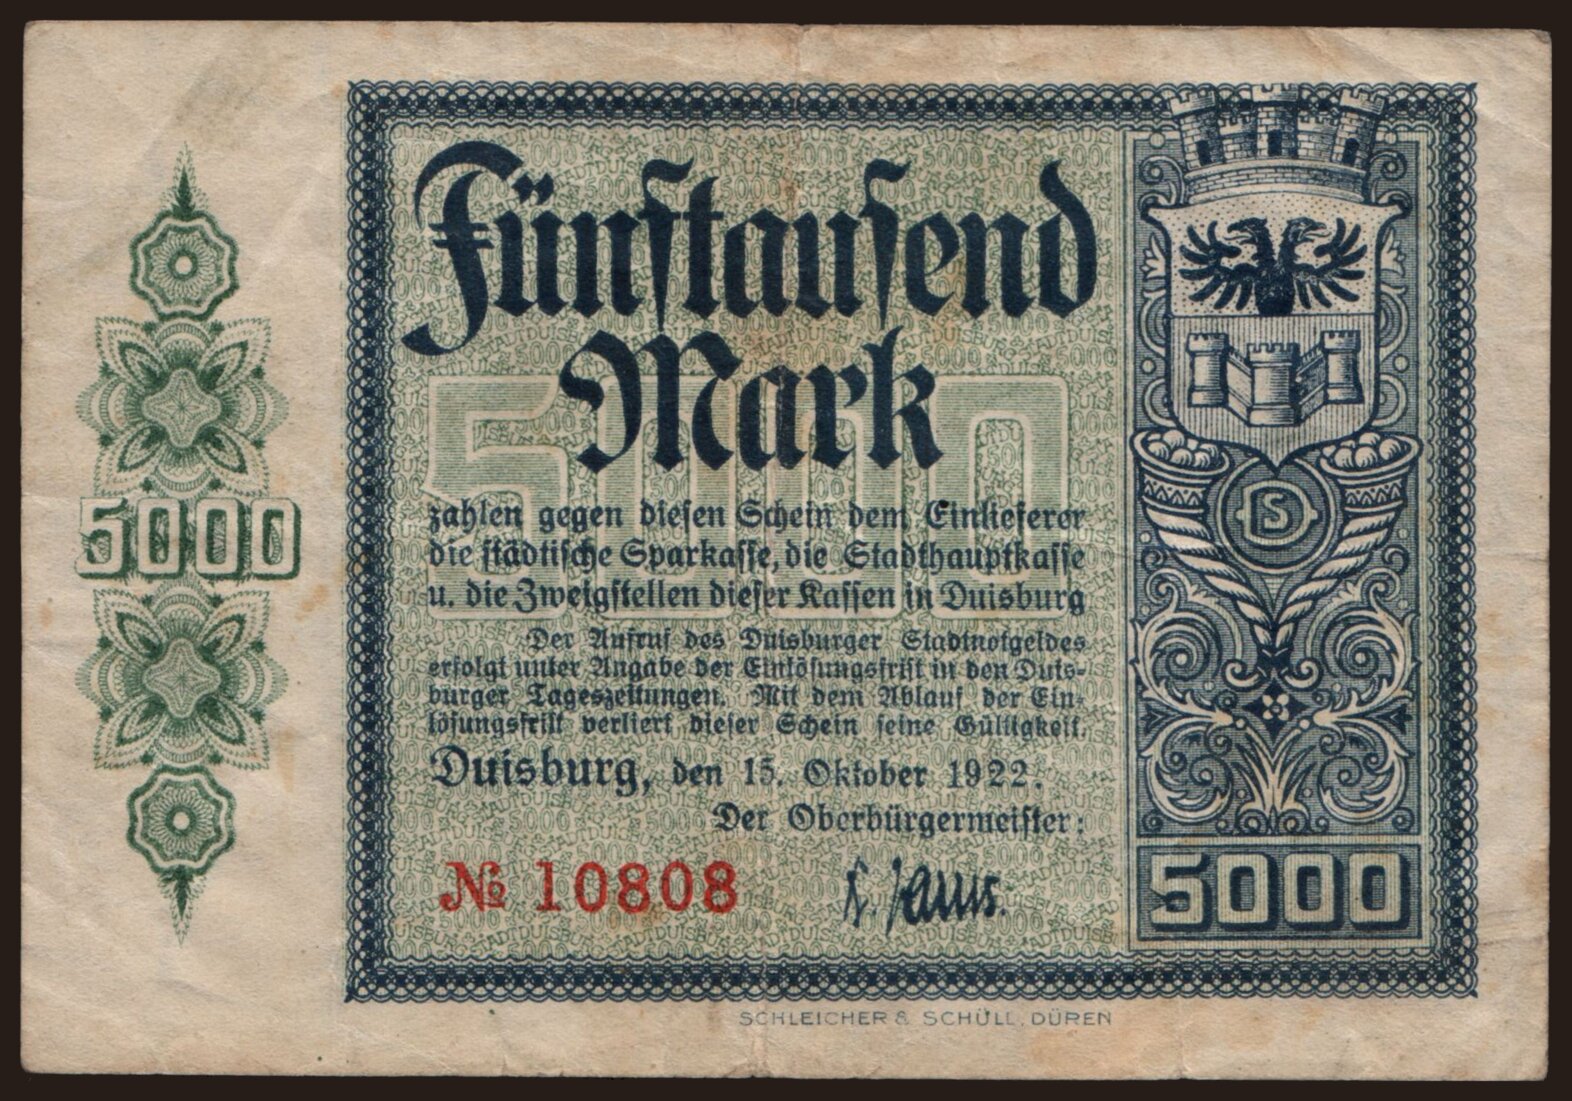 5000
Fünftausend
Mark
5000
zahlen gegen diesen Schein dem Einlieferer
die städtische Sparkasse, die Stadthauptkasse
u. die Zweigstellen dieser Kassen in Duisburg
Der Aufruf des Duisburger Stadtnotgeldes
erfolgt unter Angabe der Einlösungsfrist in den Duis-
burger Tageszeitungen. Mit dem Ablauf der Ein-
lösungsfrist verliert dieser Schein seine Gültigkeit.
Duisburg, den 15. Oktober 1922.
Der Oberbürgermeister:
№ 10808
5000
SCHLEICHER & SCHÜLL, DÜREN